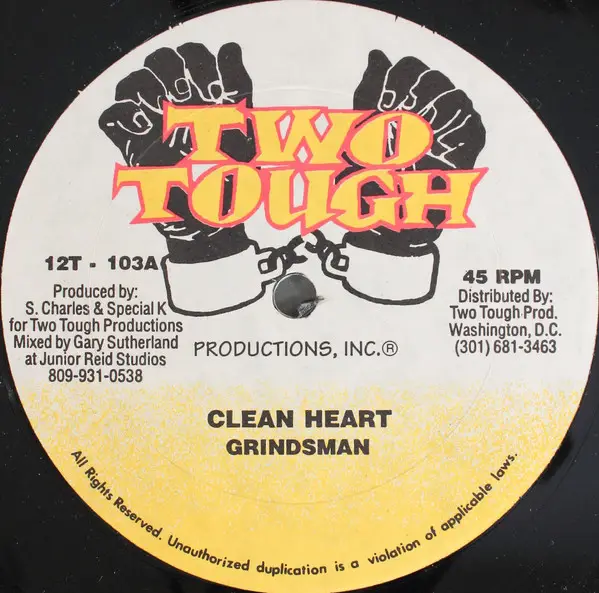 TWO
TOUGH
12T - 103A
Produced by:
S. Charles & Special K
for Two Tough Productions
Mixed by Gary Sutherland
at Junior Reid Studios
809-931-0538
45 RPM
Distributed By:
Two Tough Prod.
Washington, D.C.
(301) 681-3463
PRODUCTIONS, INC.®
CLEAN HEART
GRINDSMAN
All Rights Reserved. Unauthorized duplication is a violation of applicable laws.